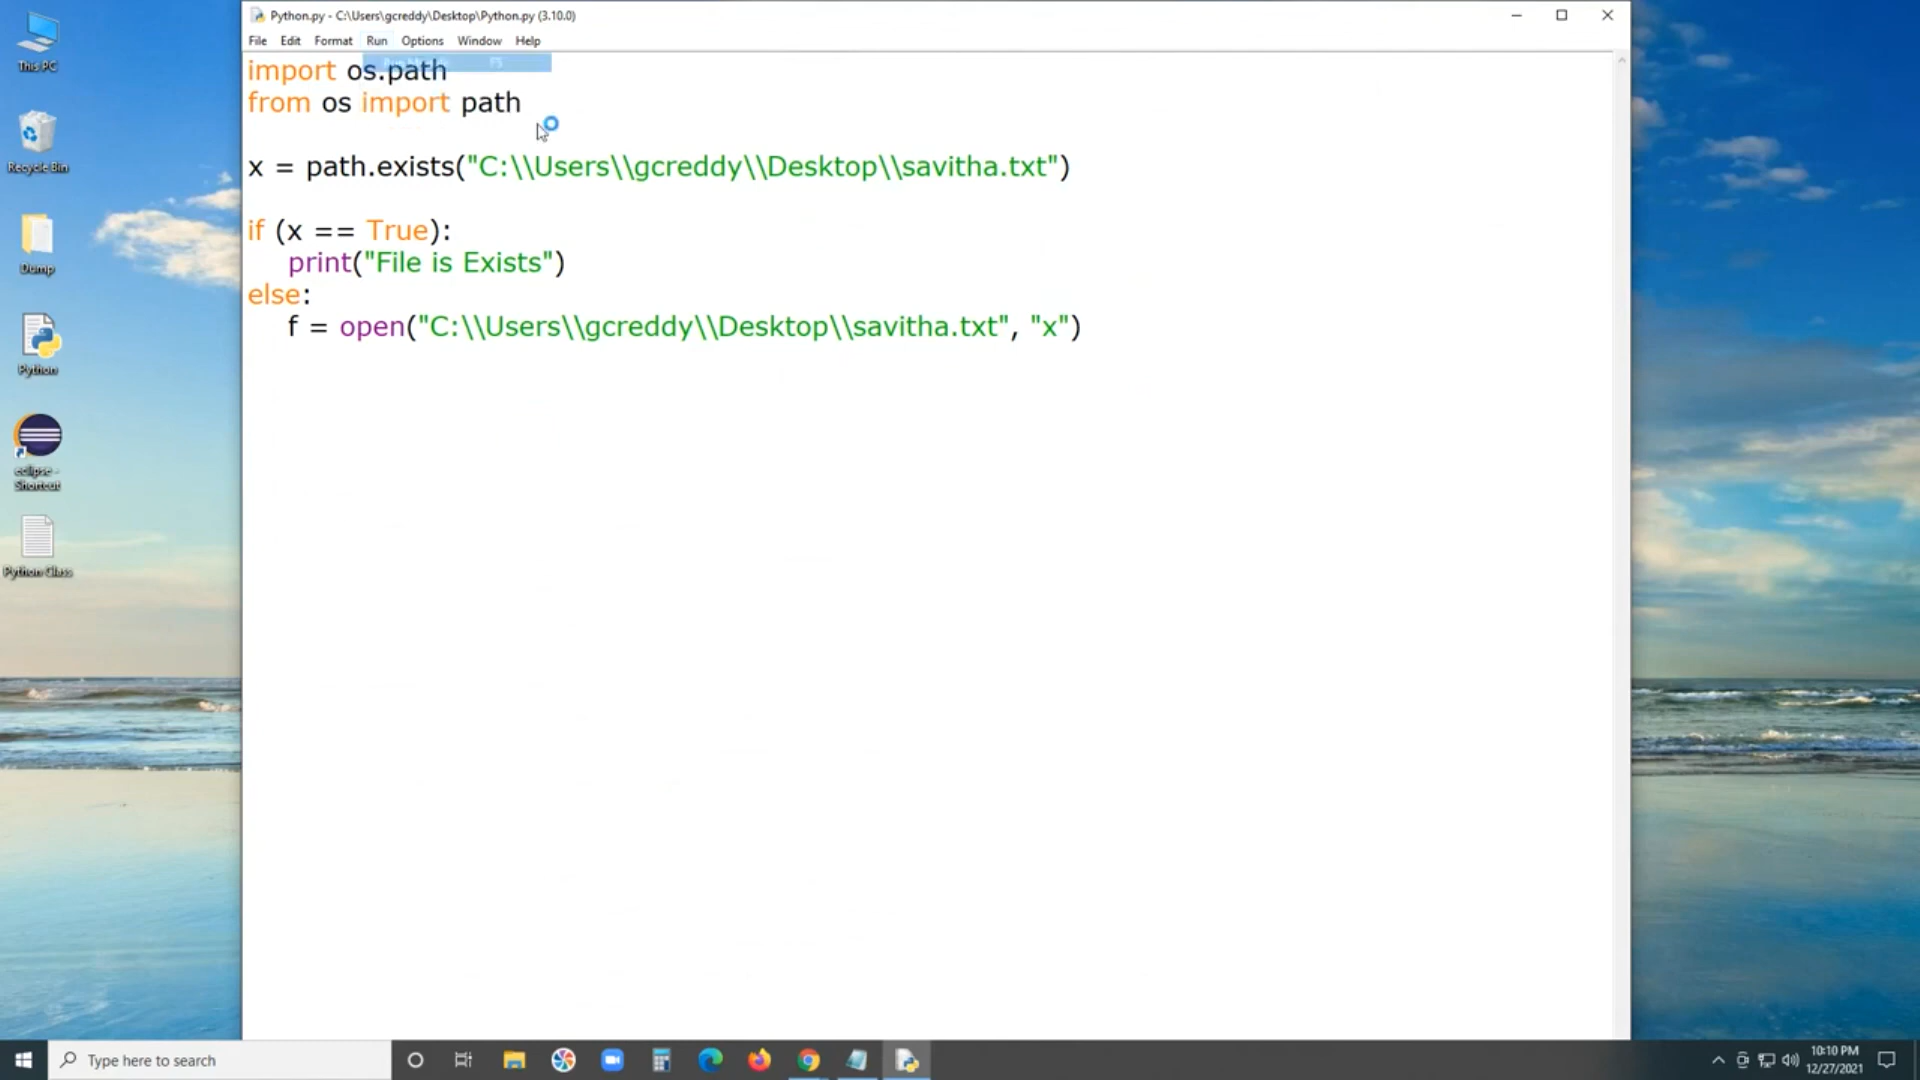 Python.py - C:\Users\gcreddy\Desktop\Python.py (3.10.0)
File Edit Format Run Options Window Help
import os.path
from os import path
x = path.exists("C:\\Users\\gcreddy\\Desktop\\savitha.txt")
if (x == True):
print("File is Exists")
else:
f = open("C:\\Users\\gcreddy\\Desktop\\savitha.txt", "x")
This PC
Recycle Bin
Dump
Python
eclipse -
Shortcut
Python Class
Type here to search
10:10 PM
12/27/2021